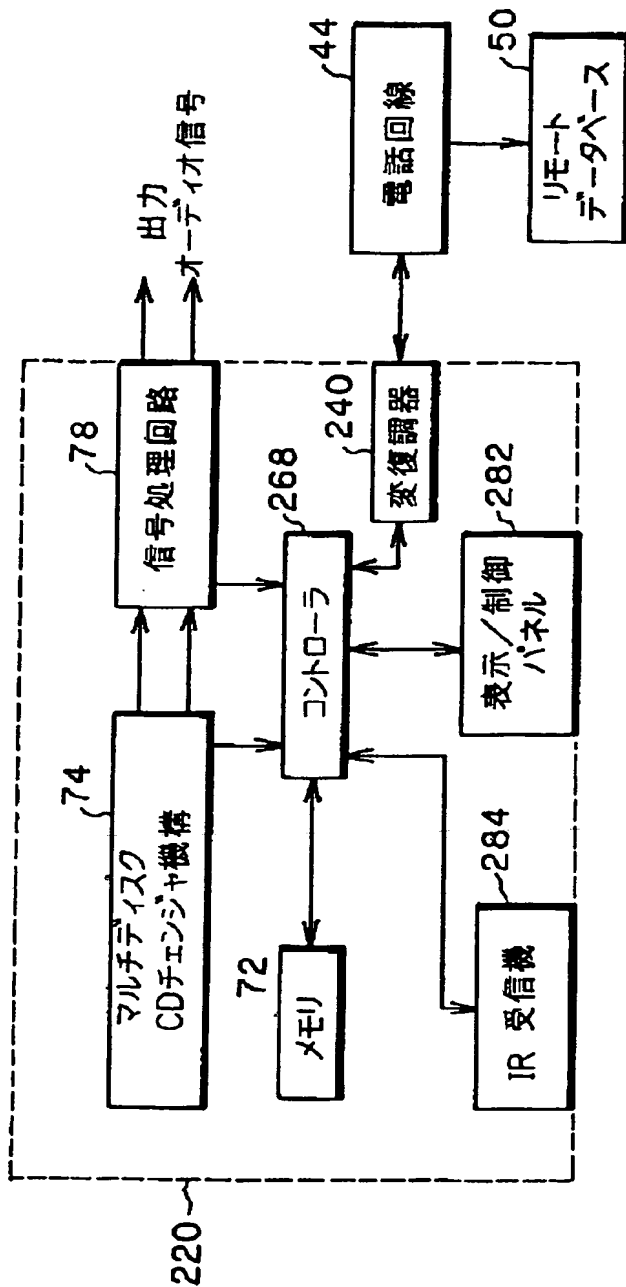 220
74
マルチディスク
CDチェンジャ機構
78
信号処理回路
出力
オーディオ信号
72
メモリ
268
コントローラ
240
変復調器
44
電話回線
284
IR 受信機
282
表示/制御
パネル
50
リモート
データベース